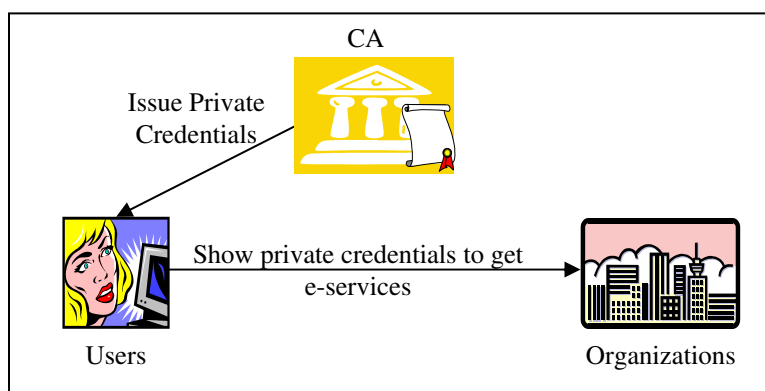 CA
Issue Private
Credentials
Show private credentials to get
e-services
Users
Organizations